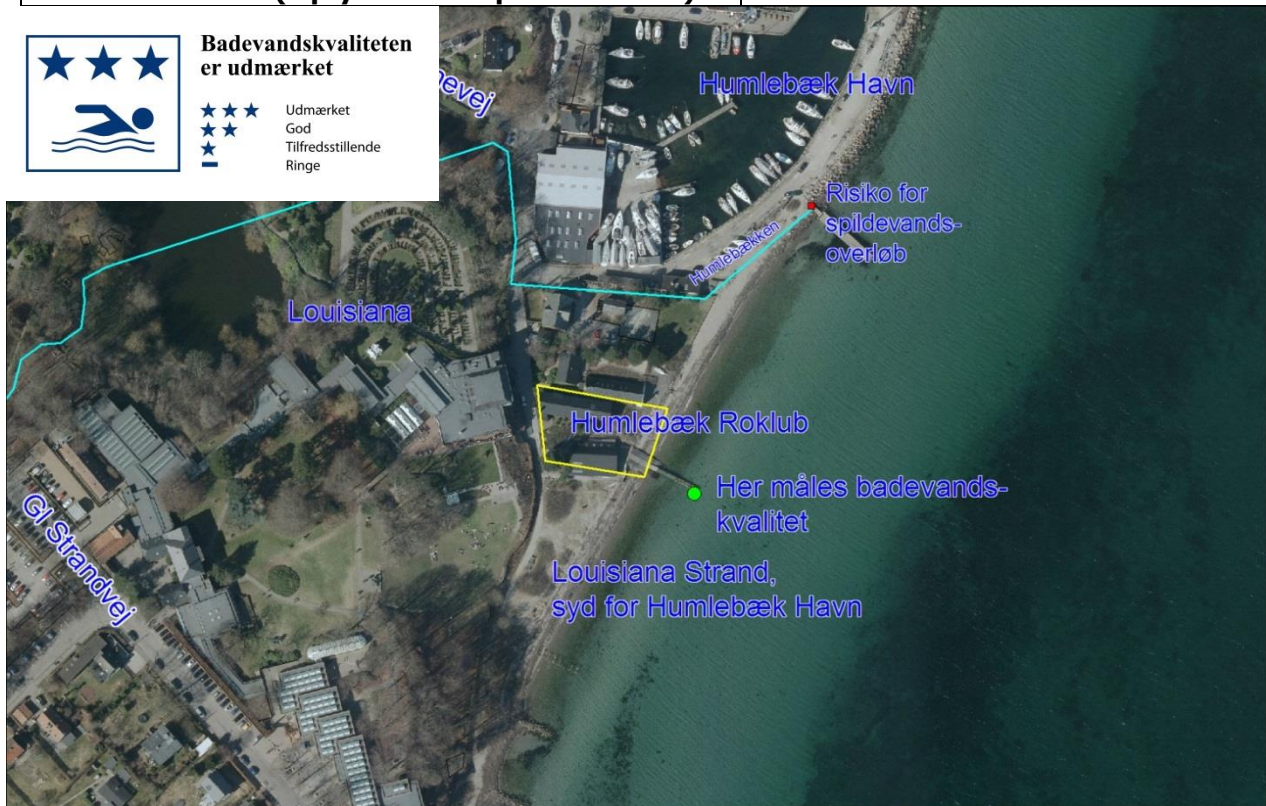 Badevandskvaliteten
er udmærket
Udmærket
God
Tilfredsstillende
Ringe
Humlebæk Havn
Risiko for
spildevands-
overløb
Humlebækken
Louisiana
Humlebæk Roklub
Her måles badevands-
kvalitet
Gl Strandvej
Louisiana Strand,
syd for Humlebæk Havn